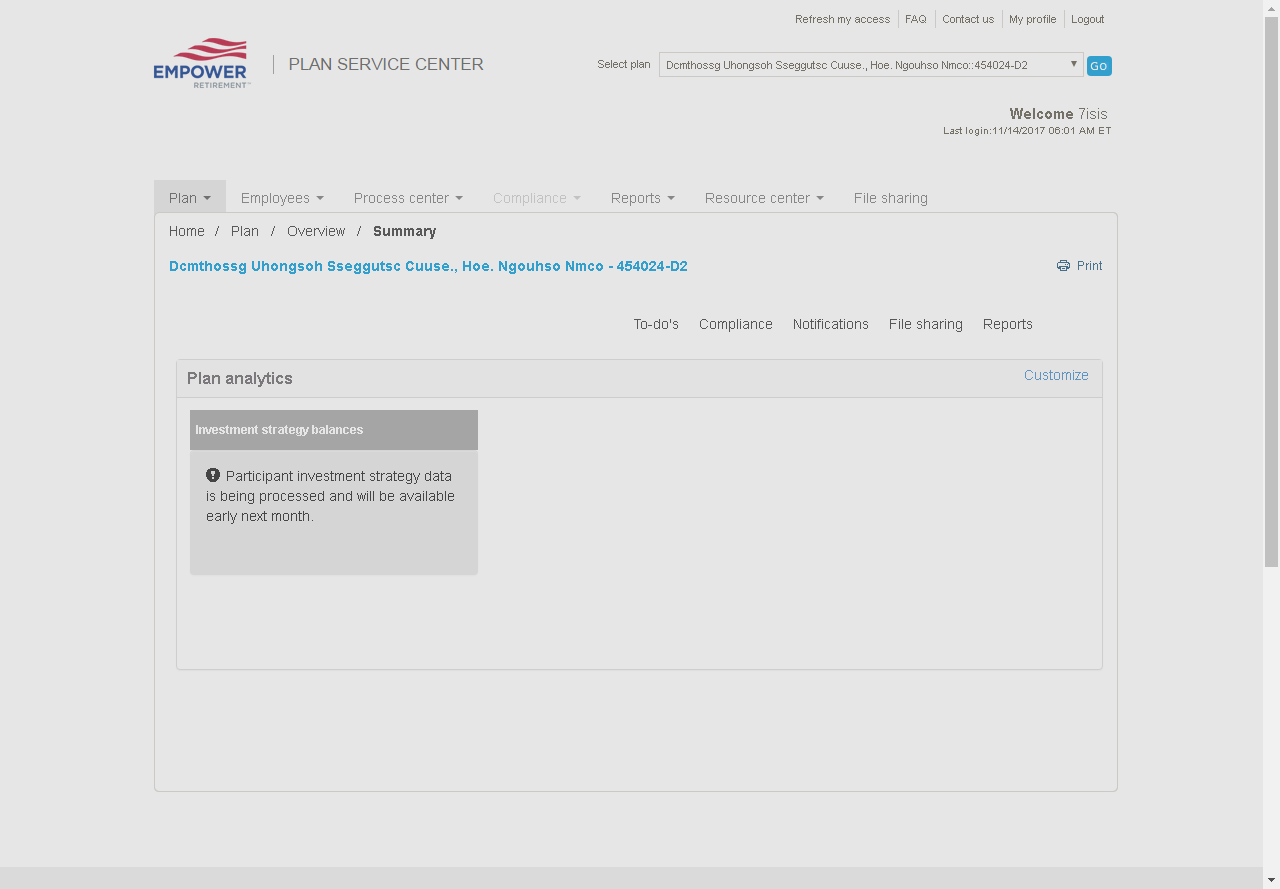 Refresh my access FAQ Contact us My profile Logout
EMPOWER
RETIREMENT™
PLAN SERVICE CENTER
Select plan Dcmthossg Uhongsoh Sseggutsc Cuuse., Hoe. Ngouhso Nmco::454024-D2 Go
Welcome 7isis
Last login:11/14/2017 06:01 AM ET
Plan Employees Process center Compliance Reports Resource center File sharing
Home / Plan / Overview / Summary
Dcmthossg Uhongsoh Sseggutsc Cuuse., Hoe. Ngouhso Nmco - 454024-D2 Print
To-do's Compliance Notifications File sharing Reports
Plan analytics Customize
Investment strategy balances
Participant investment strategy data
is being processed and will be available
early next month.